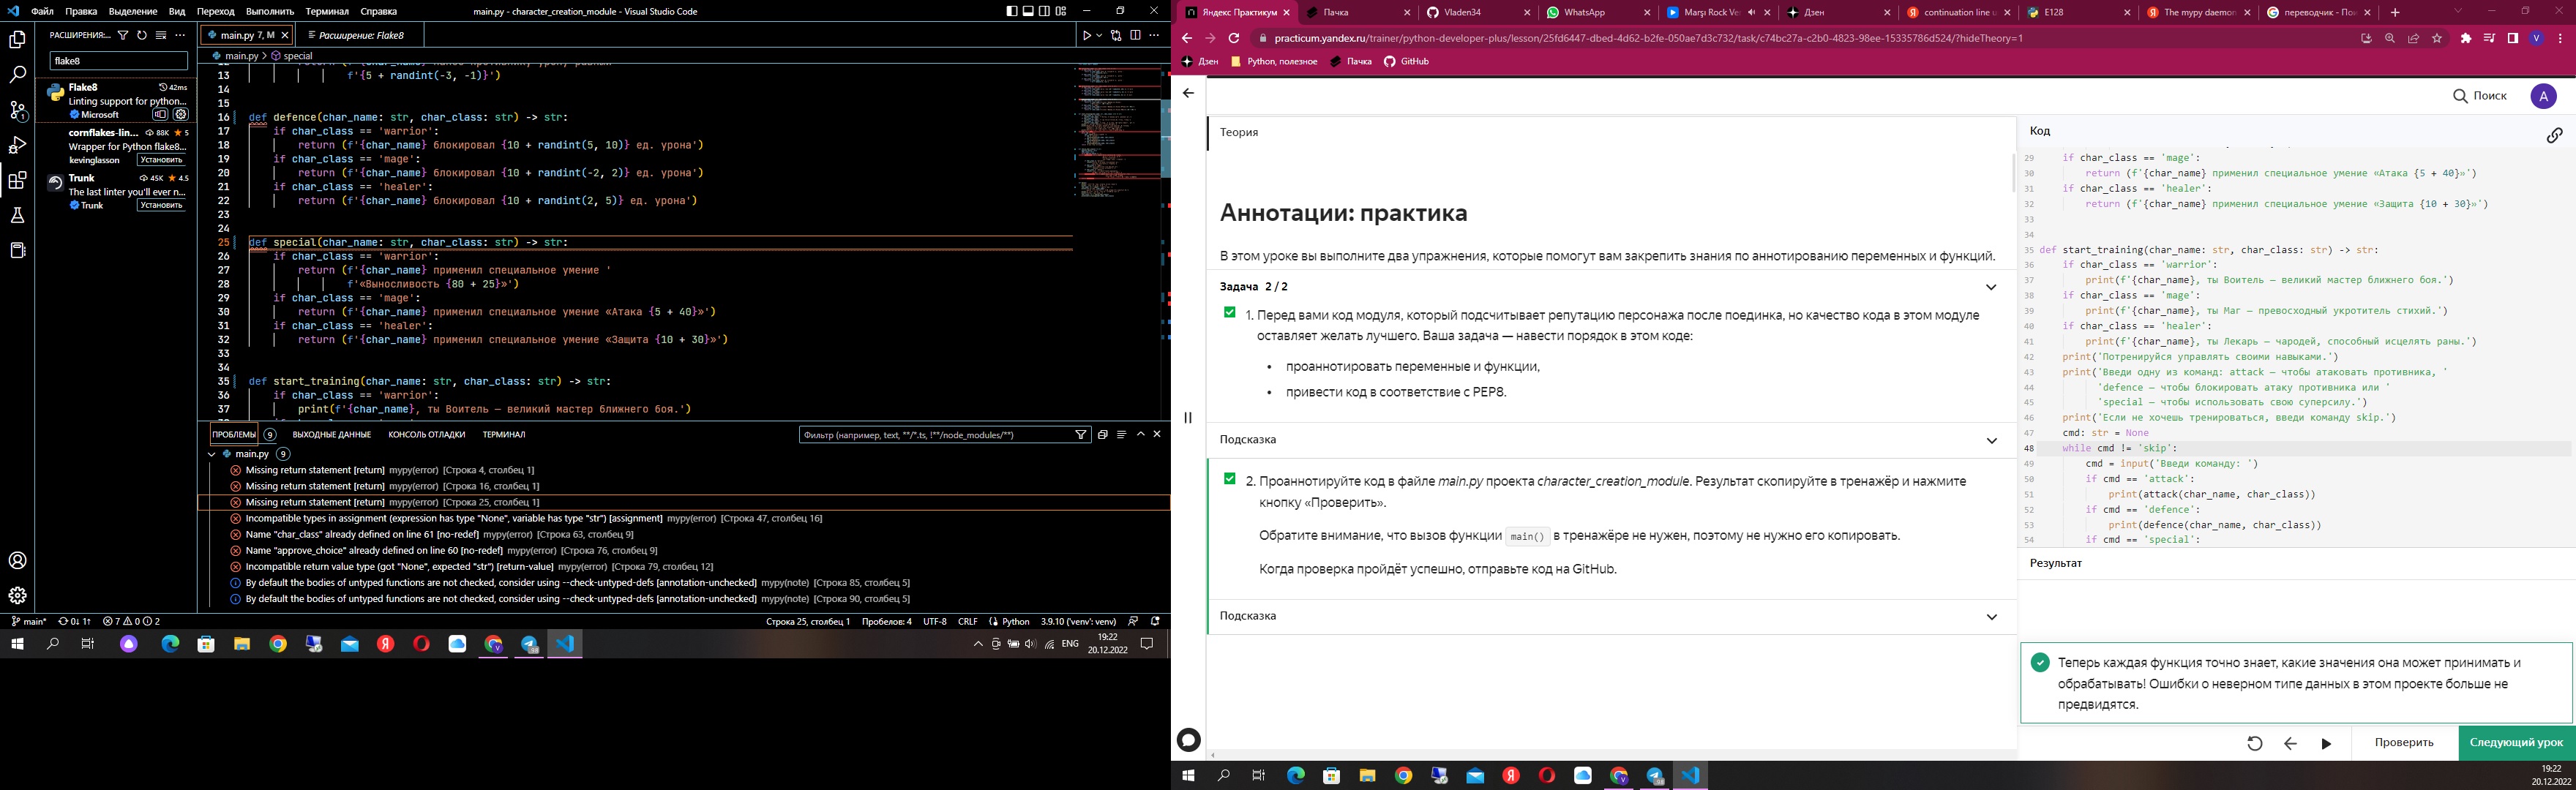 Файл Правка Выделение Вид Переход Выполнить Терминал Справка
main.py - character_creation_module - Visual Studio Code
РАСШИРЕНИЯ:...
flake8
Flake8 42ms
Linting support for python...
Microsoft
cornflakes-lin... 88K 5
Wrapper for Python flake8...
kevinglasson Установить
Trunk 45K 4.5
The last linter you'll ever n...
Trunk Установить
main.py 7, M
Расширение: Flake8
main.py > special
13 f'{5 + randint(-3, -1)}')
14
15
16 def defence(char_name: str, char_class: str) -> str:
17 if char_class == 'warrior':
18 return (f'{char_name} блокировал {10 + randint(5, 10)} ед. урона')
19 if char_class == 'mage':
20 return (f'{char_name} блокировал {10 + randint(-2, 2)} ед. урона')
21 if char_class == 'healer':
22 return (f'{char_name} блокировал {10 + randint(2, 5)} ед. урона')
23
24
25 def special(char_name: str, char_class: str) -> str:
26 if char_class == 'warrior':
27 return (f'{char_name} применил специальное умение '
28 f'«Выносливость {80 + 25}»')
29 if char_class == 'mage':
30 return (f'{char_name} применил специальное умение «Атака {5 + 40}»')
31 if char_class == 'healer':
32 return (f'{char_name} применил специальное умение «Защита {10 + 30}»')
33
34
35 def start_training(char_name: str, char_class: str) -> str:
36 if char_class == 'warrior':
37 print(f'{char_name}, ты Воитель — великий мастер ближнего боя.')
ПРОБЛЕМЫ 9 ВЫХОДНЫЕ ДАННЫЕ КОНСОЛЬ ОТЛАДКИ ТЕРМИНАЛ
Фильтр (например, text, **/*.ts, !**/node_modules/**)
main.py 9
Missing return statement [return] mypy(error) [Строка 4, столбец 1]
Missing return statement [return] mypy(error) [Строка 16, столбец 1]
Missing return statement [return] mypy(error) [Строка 25, столбец 1]
Incompatible types in assignment (expression has type "None", variable has type "str") [assignment] mypy(error) [Строка 47, столбец 16]
Name "char_class" already defined on line 61 [no-redef] mypy(error) [Строка 63, столбец 9]
Name "approve_choice" already defined on line 60 [no-redef] mypy(error) [Строка 76, столбец 9]
Incompatible return value type (got "None", expected "str") [return-value] mypy(error) [Строка 79, столбец 12]
By default the bodies of untyped functions are not checked, consider using --check-untyped-defs [annotation-unchecked] mypy(note) [Строка 85, столбец 5]
By default the bodies of untyped functions are not checked, consider using --check-untyped-defs [annotation-unchecked] mypy(note) [Строка 90, столбец 5]
main* 0↓ 1↑ 7 0 2
Строка 25, столбец 1 Пробелов: 4 UTF-8 CRLF Python 3.9.10 ('venv': venv)
ENG 19:22
20.12.2022
Яндекс Практикум Пачка Vladen34 WhatsApp Marşı Rock Ve Дзен continuation line u E128 The mypy daemon переводчик - Пои
practicum.yandex.ru/trainer/python-developer-plus/lesson/25fd6447-dbed-4d62-b2fe-050ae7d3c732/task/c74bc27a-c2b0-4823-98ee-15335786d524/?hideTheory=1
Дзен Python, полезное Пачка GitHub
Поиск А
Теория
Аннотации: практика
В этом уроке вы выполните два упражнения, которые помогут вам закрепить знания по аннотированию переменных и функций.
Задача 2 / 2
1. Перед вами код модуля, который подсчитывает репутацию персонажа после поединка, но качество кода в этом модуле
оставляет желать лучшего. Ваша задача — навести порядок в этом коде:
• проаннотировать переменные и функции,
• привести код в соответствие с PEP8.
Подсказка
2. Проаннотируйте код в файле main.py проекта character_creation_module. Результат скопируйте в тренажёр и нажмите
кнопку «Проверить».
Обратите внимание, что вызов функции main() в тренажёре не нужен, поэтому не нужно его копировать.
Когда проверка пройдёт успешно, отправьте код на GitHub.
Подсказка
Код
29 if char_class == 'mage':
30 return (f'{char_name} применил специальное умение «Атака {5 + 40}»')
31 if char_class == 'healer':
32 return (f'{char_name} применил специальное умение «Защита {10 + 30}»')
33
34
35 def start_training(char_name: str, char_class: str) -> str:
36 if char_class == 'warrior':
37 print(f'{char_name}, ты Воитель — великий мастер ближнего боя.')
38 if char_class == 'mage':
39 print(f'{char_name}, ты Маг — превосходный укротитель стихий.')
40 if char_class == 'healer':
41 print(f'{char_name}, ты Лекарь — чародей, способный исцелять раны.')
42 print('Потренируйся управлять своими навыками.')
43 print('Введи одну из команд: attack — чтобы атаковать противника, '
44 'defence — чтобы блокировать атаку противника или '
45 'special — чтобы использовать свою суперсилу.')
46 print('Если не хочешь тренироваться, введи команду skip.')
47 cmd: str = None
48 while cmd != 'skip':
49 cmd = input('Введи команду: ')
50 if cmd == 'attack':
51 print(attack(char_name, char_class))
52 if cmd == 'defence':
53 print(defence(char_name, char_class))
54 if cmd == 'special':
Результат
Теперь каждая функция точно знает, какие значения она может принимать и
обрабатывать! Ошибки о неверном типе данных в этом проекте больше не
предвидятся.
Проверить Следующий урок
19:22
20.12.2022